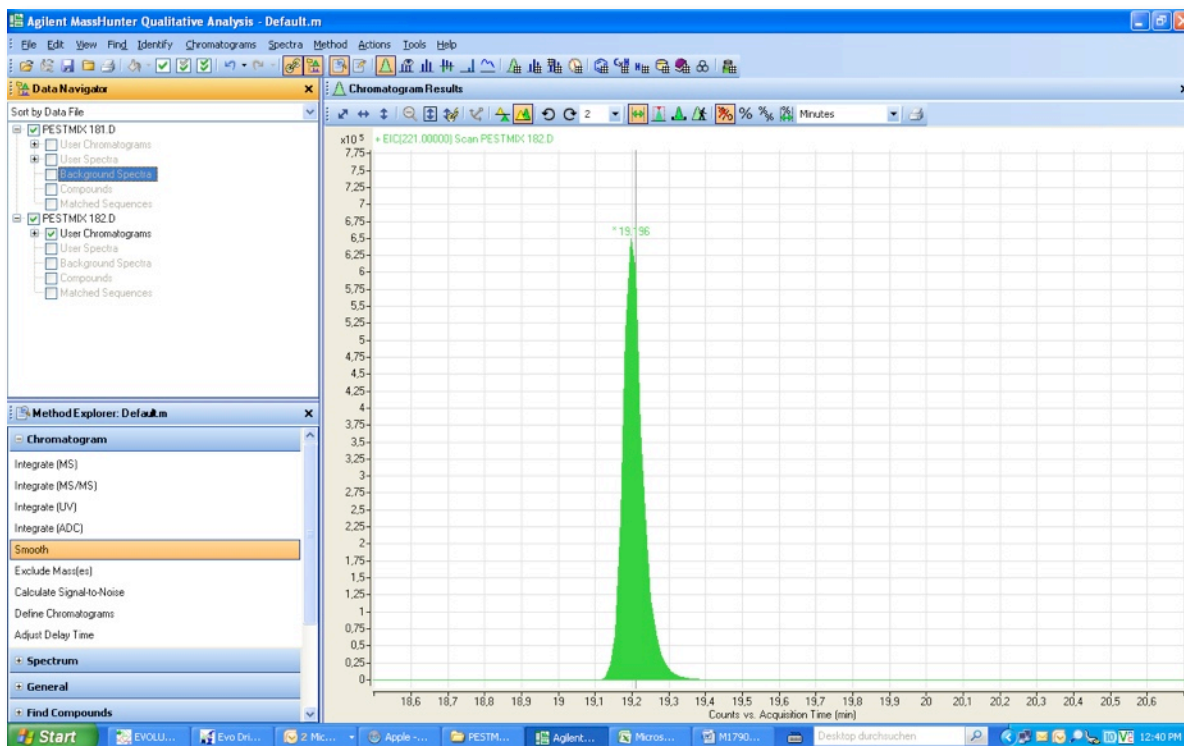 Agilent MassHunter Qualitative Analysis - Default.m
File Edit View Find Identify Chromatograms Spectra Method Actions Tools Help
Data Navigator
Sort by Data File
PESTMIX 181.D
User Chromatograms
User Spectra
Background Spectra
Compounds
Matched Sequences
PESTMIX 182.D
User Chromatograms
User Spectra
Background Spectra
Compounds
Matched Sequences
Method Explorer: Default.m
Chromatogram
Integrate (MS)
Integrate (MS/MS)
Integrate (UV)
Integrate (ADC)
Smooth
Exclude Mass(es)
Calculate Signal-to-Noise
Define Chromatograms
Adjust Delay Time
Spectrum
General
Find Compounds
Chromatogram Results
2 Minutes
x10 5 + EIC(221.00000) Scan PESTMIX 182.D
7,75
7,5
7,25
7
6,75
6,5
6,25
6
5,75
5,5
5,25
5
4,75
4,5
4,25
4
3,75
3,5
3,25
3
2,75
2,5
2,25
2
1,75
1,5
1,25
1
0,75
0,5
0,25
0
* 19,196
18,6 18,7 18,8 18,9 19 19,1 19,2 19,3 19,4 19,5 19,6 19,7 19,8 19,9 20 20,1 20,2 20,3 20,4 20,5 20,6
Counts vs. Acquisition Time (min)
Start EVOLU... Evo Dri... 2 Mic... Apple -... PESTM... Agilent... Micros... M1790... Desktop durchsuchen 12:40 PM